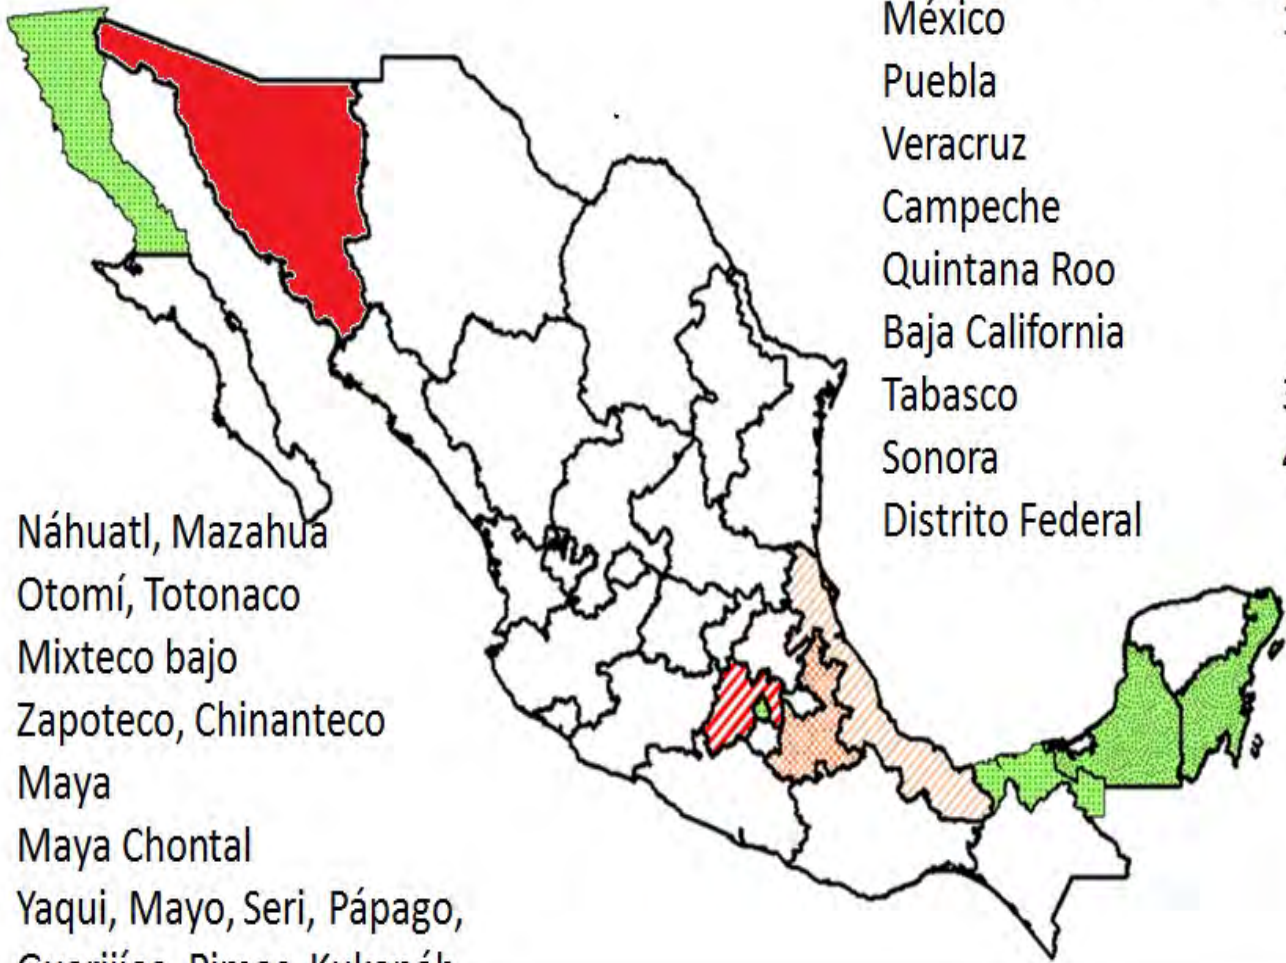 México
Puebla
Veracruz
Campeche
Quintana Roo
Baja California
Tabasco
Sonora
Distrito Federal
Náhuatl, Mazahua
Otomí, Totonaco
Mixteco bajo
Zapoteco, Chinanteco
Maya
Maya Chontal
Yaqui, Mayo, Seri, Pápago,